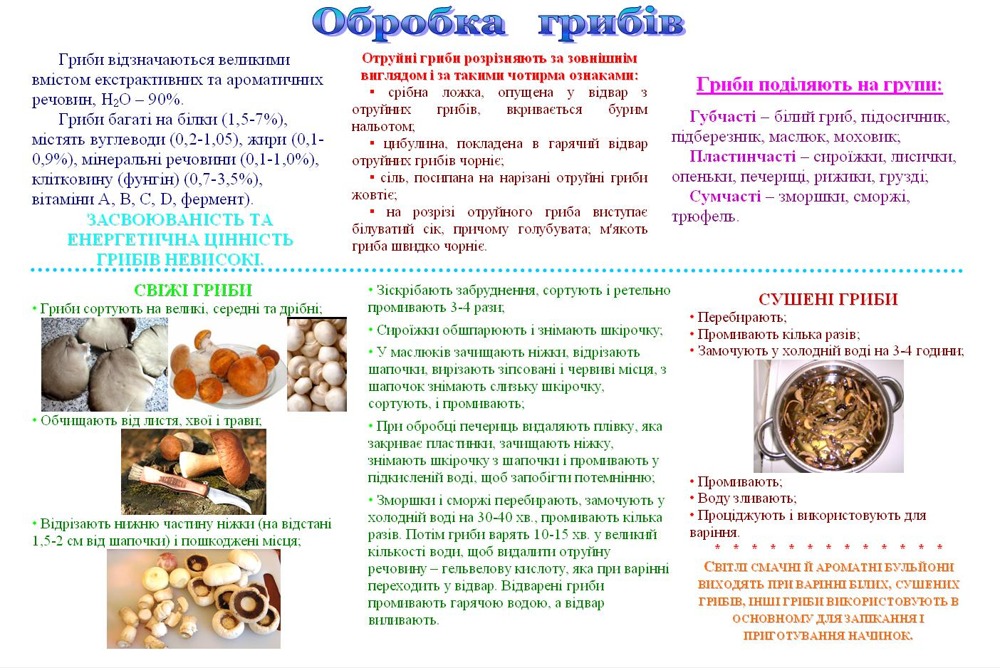 Обробка грибів
Гриби відзначаються великими
вмістом екстрактивних та ароматичних
речовин, H₂O – 90%.
Гриби багаті на білки (1,5-7%),
містять вуглеводи (0,2-1,05), жири (0,1-
0,9%), мінеральні речовини (0,1-1,0%),
клітковину (фунгін) (0,7-3,5%),
вітаміни А, В, С, D, фермент).
ЗАСВОЮВАНІСТЬ ТА
ЕНЕРГЕТИЧНА ЦІННІСТЬ
ГРИБІВ НЕВИСОКІ.
Отруйні гриби розрізняють за зовнішнім
виглядом і за такими чотирма ознаками:
▪ срібна ложка, опущена у відвар з
отруйних грибів, вкривається бурим
нальотом;
▪ цибулина, покладена в гарячий відвар
отруйних грибів чорніє;
▪ сіль, посипана на нарізані отруйні гриби
жовтіє;
▪ на розрізі отруйного гриба виступає
білуватий сік, причому голубувата; м'якоть
гриба швидко чорніє.
Гриби поділяють на групи:
Губчасті – білий гриб, підосичник,
підберезник, маслюк, моховик;
Пластинчасті – сироїжки, лисички,
опеньки, печериці, рижики, грузді;
Сумчасті – зморшки, сморжі,
трюфель.
СВІЖІ ГРИБИ
• Гриби сортують на великі, середні та дрібні;
• Обчищають від листя, хвої і трави;
• Відрізають нижню частину ніжки (на відстані
1,5-2 см від шапочки) і пошкоджені місця;
• Зіскрібають забруднення, сортують і ретельно
промивають 3-4 рази;
• Сироїжки обшпарюють і знімають шкірочку;
• У маслюків зачищають ніжки, відрізають
шапочки, вирізають зіпсовані і червиві місця, з
шапочок знімають слизьку шкірочку,
сортують, і промивають;
• При обробці печериць видаляють плівку, яка
закриває пластинки, зачищають ніжку,
знімають шкірочку з шапочки і промивають у
підкисленій воді, щоб запобігти потемнінню;
• Зморшки і сморжі перебирають, замочують у
холодній воді на 30-40 хв., промивають кілька
разів. Потім гриби варять 10-15 хв. у великий
кількості води, щоб видалити отруйну
речовину – гельвелову кислоту, яка при варінні
переходить у відвар. Відварені гриби
промивають гарячою водою, а відвар
виливають.
СУШЕНІ ГРИБИ
• Перебирають;
• Промивають кілька разів;
• Замочують у холодній воді на 3-4 години;
• Промивають;
• Воду зливають;
• Проціджують і використовують для
варіння.
* * * * * * * * * * * * *
СВІТЛІ СМАЧНІ Й АРОМАТНІ БУЛЬЙОНИ
ВИХОДЯТЬ ПРИ ВАРІННІ БІЛИХ, СУШЕНИХ
ГРИБІВ, ІНШІ ГРИБИ ВИКОРИСТОВУЮТЬ В
ОСНОВНОМУ ДЛЯ ЗАПІКАННЯ І
ПРИГОТУВАННЯ НАЧИНОК.